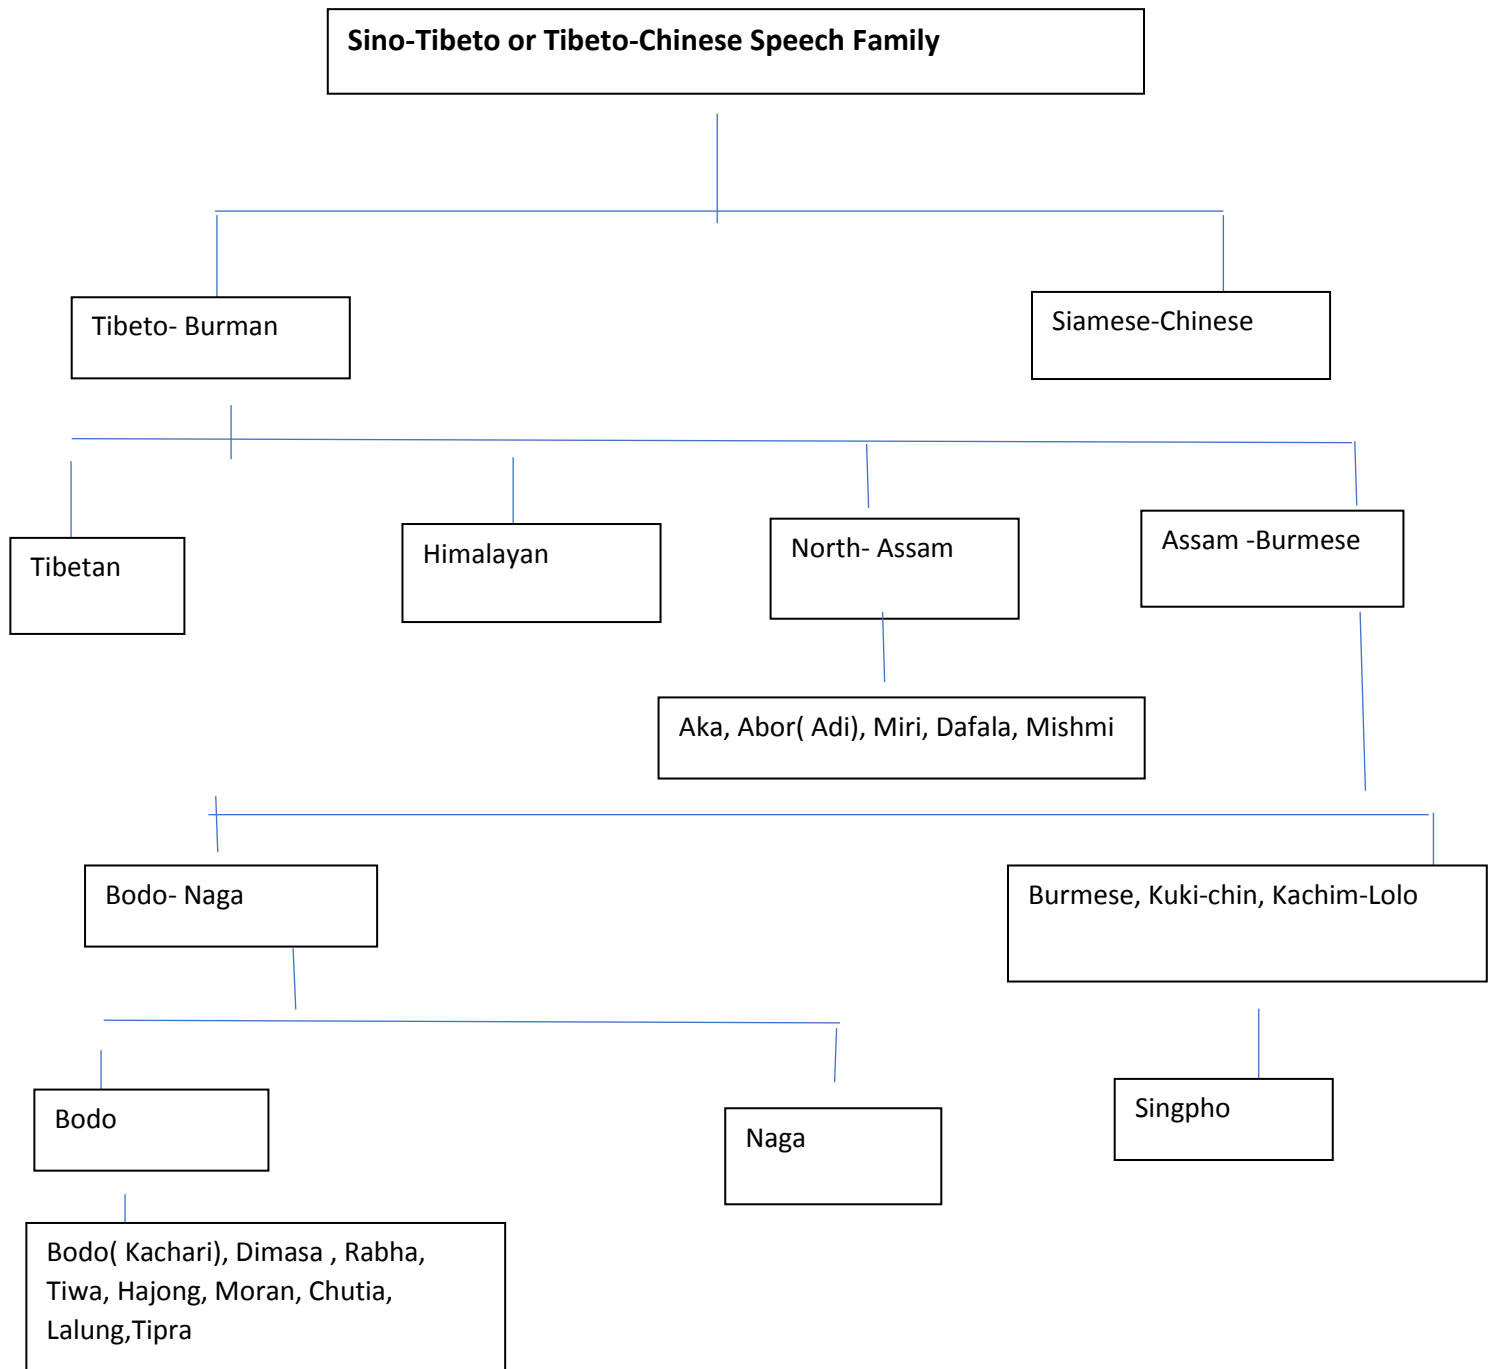 Sino-Tibeto or Tibeto-Chinese Speech Family
Tibeto- Burman
Siamese-Chinese
Tibetan
Himalayan
North- Assam
Assam -Burmese
Aka, Abor( Adi), Miri, Dafala, Mishmi
Bodo- Naga
Burmese, Kuki-chin, Kachim-Lolo
Bodo
Naga
Singpho
Bodo( Kachari), Dimasa , Rabha,
Tiwa, Hajong, Moran, Chutia,
Lalung,Tipra